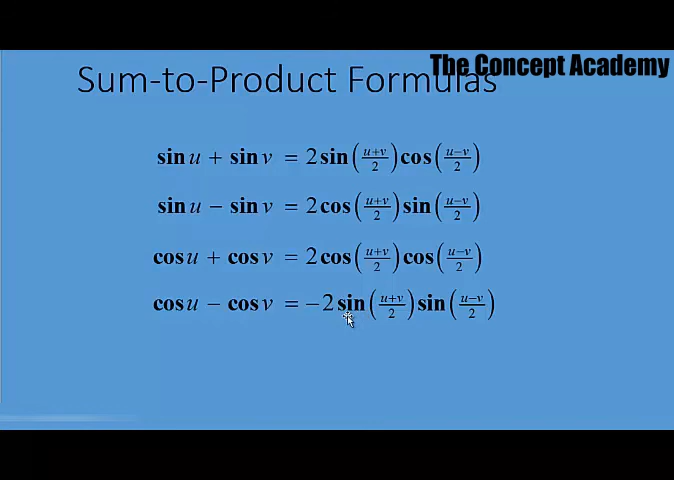 The Concept Academy
Sum-to-Product Formulas
sin u + sin v = 2 sin((u+v)/2) cos((u−v)/2)
sin u − sin v = 2 cos((u+v)/2) sin((u−v)/2)
cos u + cos v = 2 cos((u+v)/2) cos((u−v)/2)
cos u − cos v = −2 sin((u+v)/2) sin((u−v)/2)